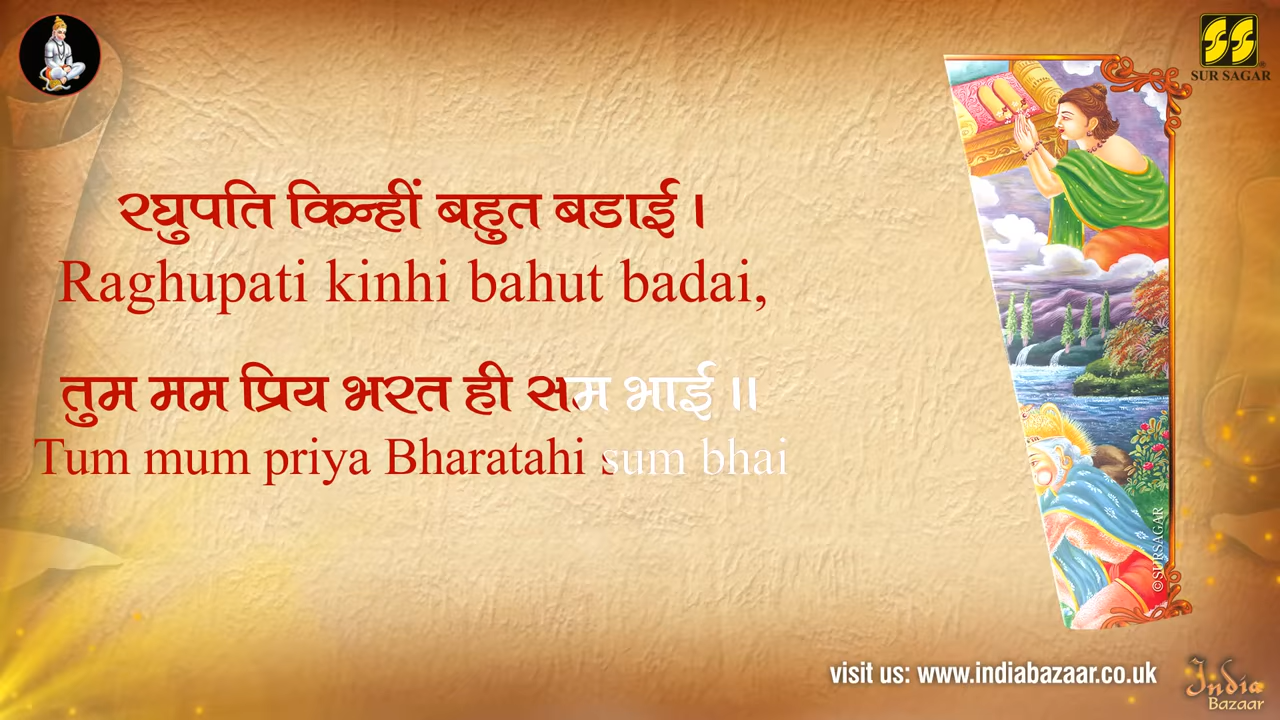 SS
SUR SAGAR
रघुपति किन्हीं बहुत बडाई ।
Raghupati kinhi bahut badai,
तुम मम प्रिय भरत ही सम भाई ॥
Tum mum priya Bharatahi sum bhai
©SURSAGAR
visit us: www.indiabazaar.co.uk
India
Bazaar